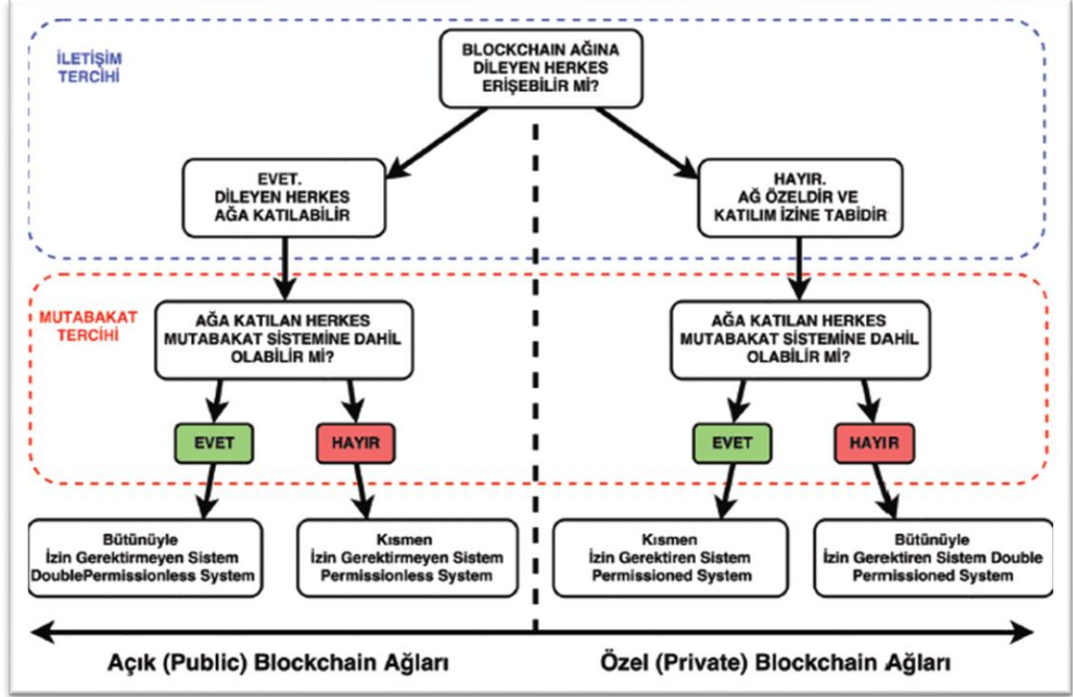 İLETİŞİM
TERCİHİ
BLOCKCHAIN AĞINA
DİLEYEN HERKES
ERİŞEBİLİR Mİ?
EVET.
DİLEYEN HERKES
AĞA KATILABİLİR
HAYIR.
AĞ ÖZELDİR VE
KATILIM İZİNE TABİDİR
MUTABAKAT
TERCİHİ
AĞA KATILAN HERKES
MUTABAKAT SİSTEMİNE DAHİL
OLABİLİR Mİ?
AĞA KATILAN HERKES
MUTABAKAT SİSTEMİNE DAHİL
OLABİLİR Mİ?
EVET
HAYIR
EVET
HAYIR
Bütünüyle
İzin Gerektirmeyen Sistem
DoublePermissionless System
Kısmen
İzin Gerektirmeyen Sistem
Permissionless System
Kısmen
İzin Gerektiren Sistem
Permissioned System
Bütünüyle
İzin Gerektiren Sistem Double
Permissioned System
Açık (Public) Blockchain Ağları
Özel (Private) Blockchain Ağları